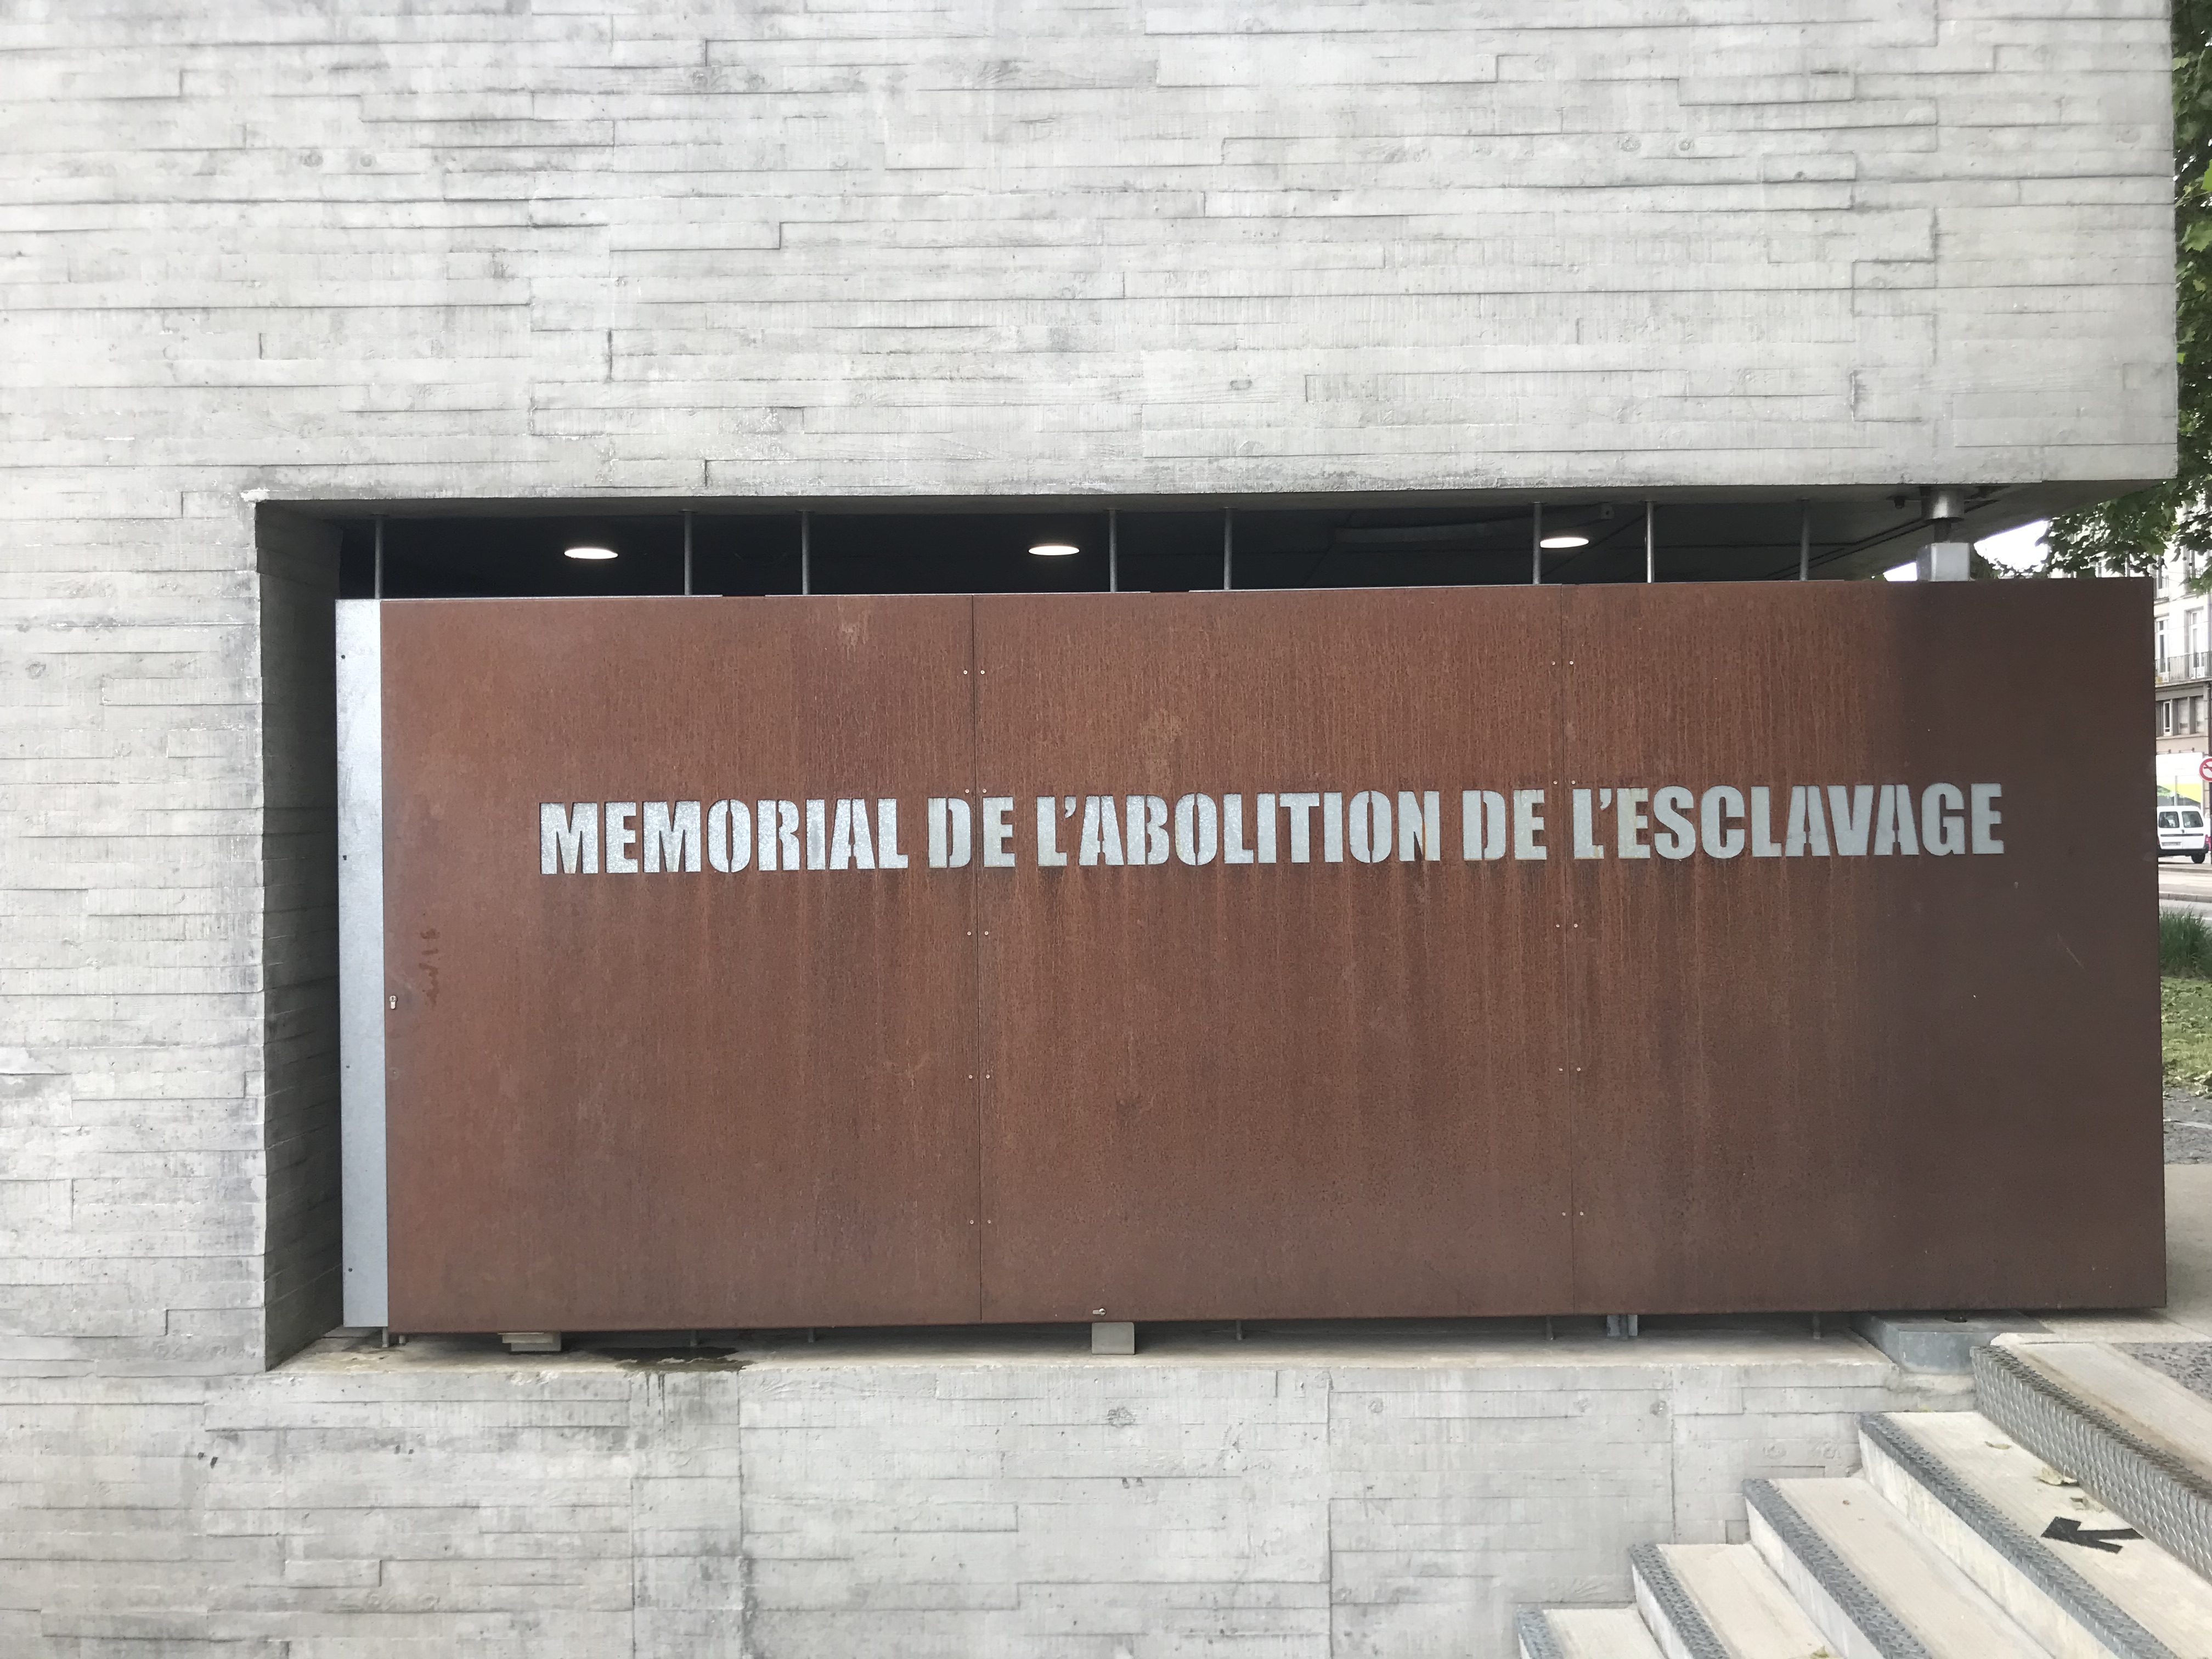 MEMORIAL DE L'ABOLITION DE L'ESCLAVAGE